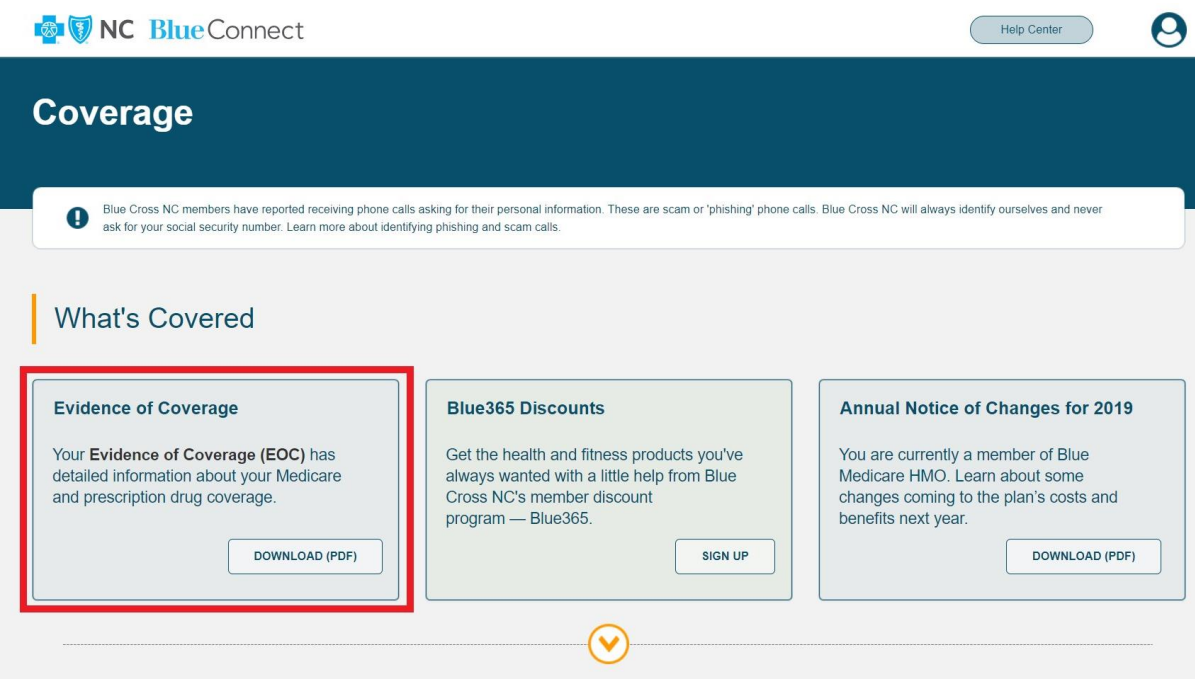 NC BlueConnect
Help Center
Coverage
Blue Cross NC members have reported receiving phone calls asking for their personal information. These are scam or 'phishing' phone calls. Blue Cross NC will always identify ourselves and never
ask for your social security number. Learn more about identifying phishing and scam calls.
What's Covered
Evidence of Coverage
Your Evidence of Coverage (EOC) has
detailed information about your Medicare
and prescription drug coverage.
DOWNLOAD (PDF)
Blue365 Discounts
Get the health and fitness products you've
always wanted with a little help from Blue
Cross NC's member discount
program — Blue365.
SIGN UP
Annual Notice of Changes for 2019
You are currently a member of Blue
Medicare HMO. Learn about some
changes coming to the plan’s costs and
benefits next year.
DOWNLOAD (PDF)